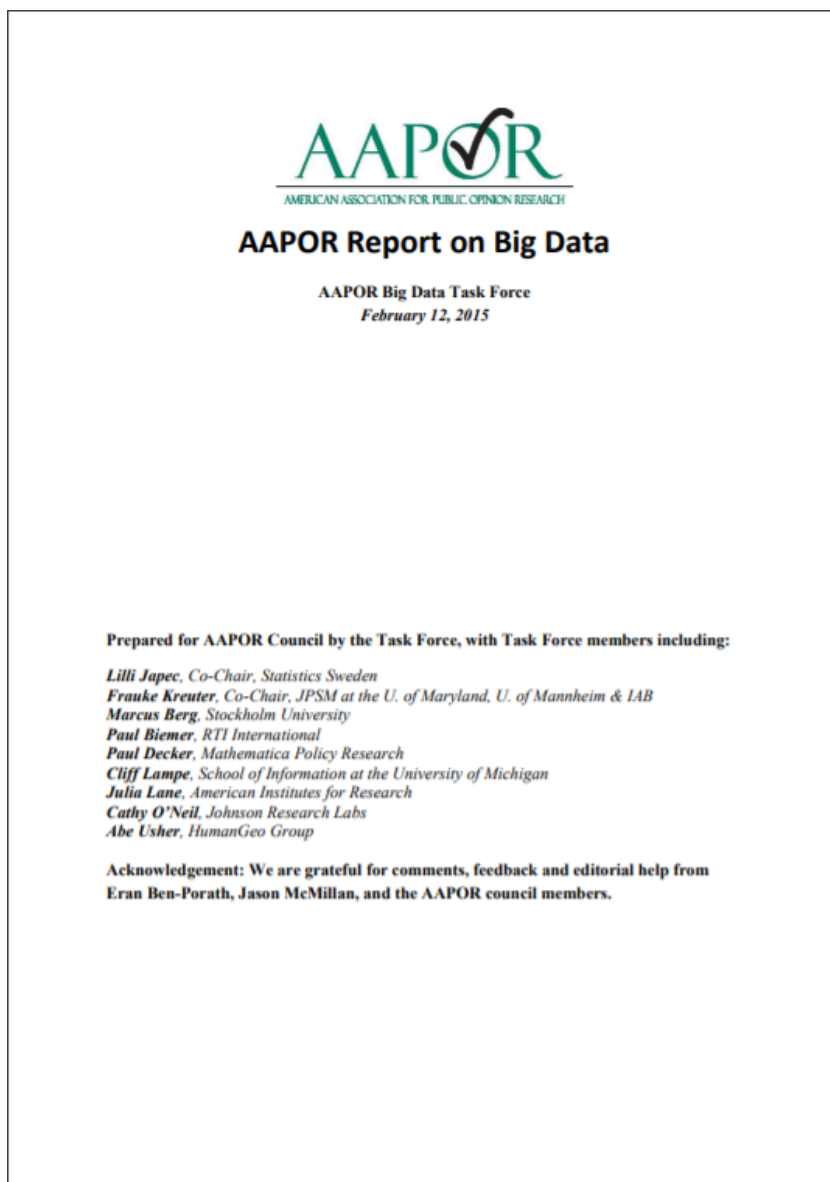 AAPOR
AMERICAN ASSOCIATION FOR PUBLIC OPINION RESEARCH
AAPOR Report on Big Data
AAPOR Big Data Task Force
February 12, 2015
Prepared for AAPOR Council by the Task Force, with Task Force members including:
Lilli Japec, Co-Chair, Statistics Sweden
Frauke Kreuter, Co-Chair, JPSM at the U. of Maryland, U. of Mannheim & IAB
Marcus Berg, Stockholm University
Paul Biemer, RTI International
Paul Decker, Mathematica Policy Research
Cliff Lampe, School of Information at the University of Michigan
Julia Lane, American Institutes for Research
Cathy O'Neil, Johnson Research Labs
Abe Usher, HumanGeo Group
Acknowledgement: We are grateful for comments, feedback and editorial help from
Eran Ben-Porath, Jason McMillan, and the AAPOR council members.